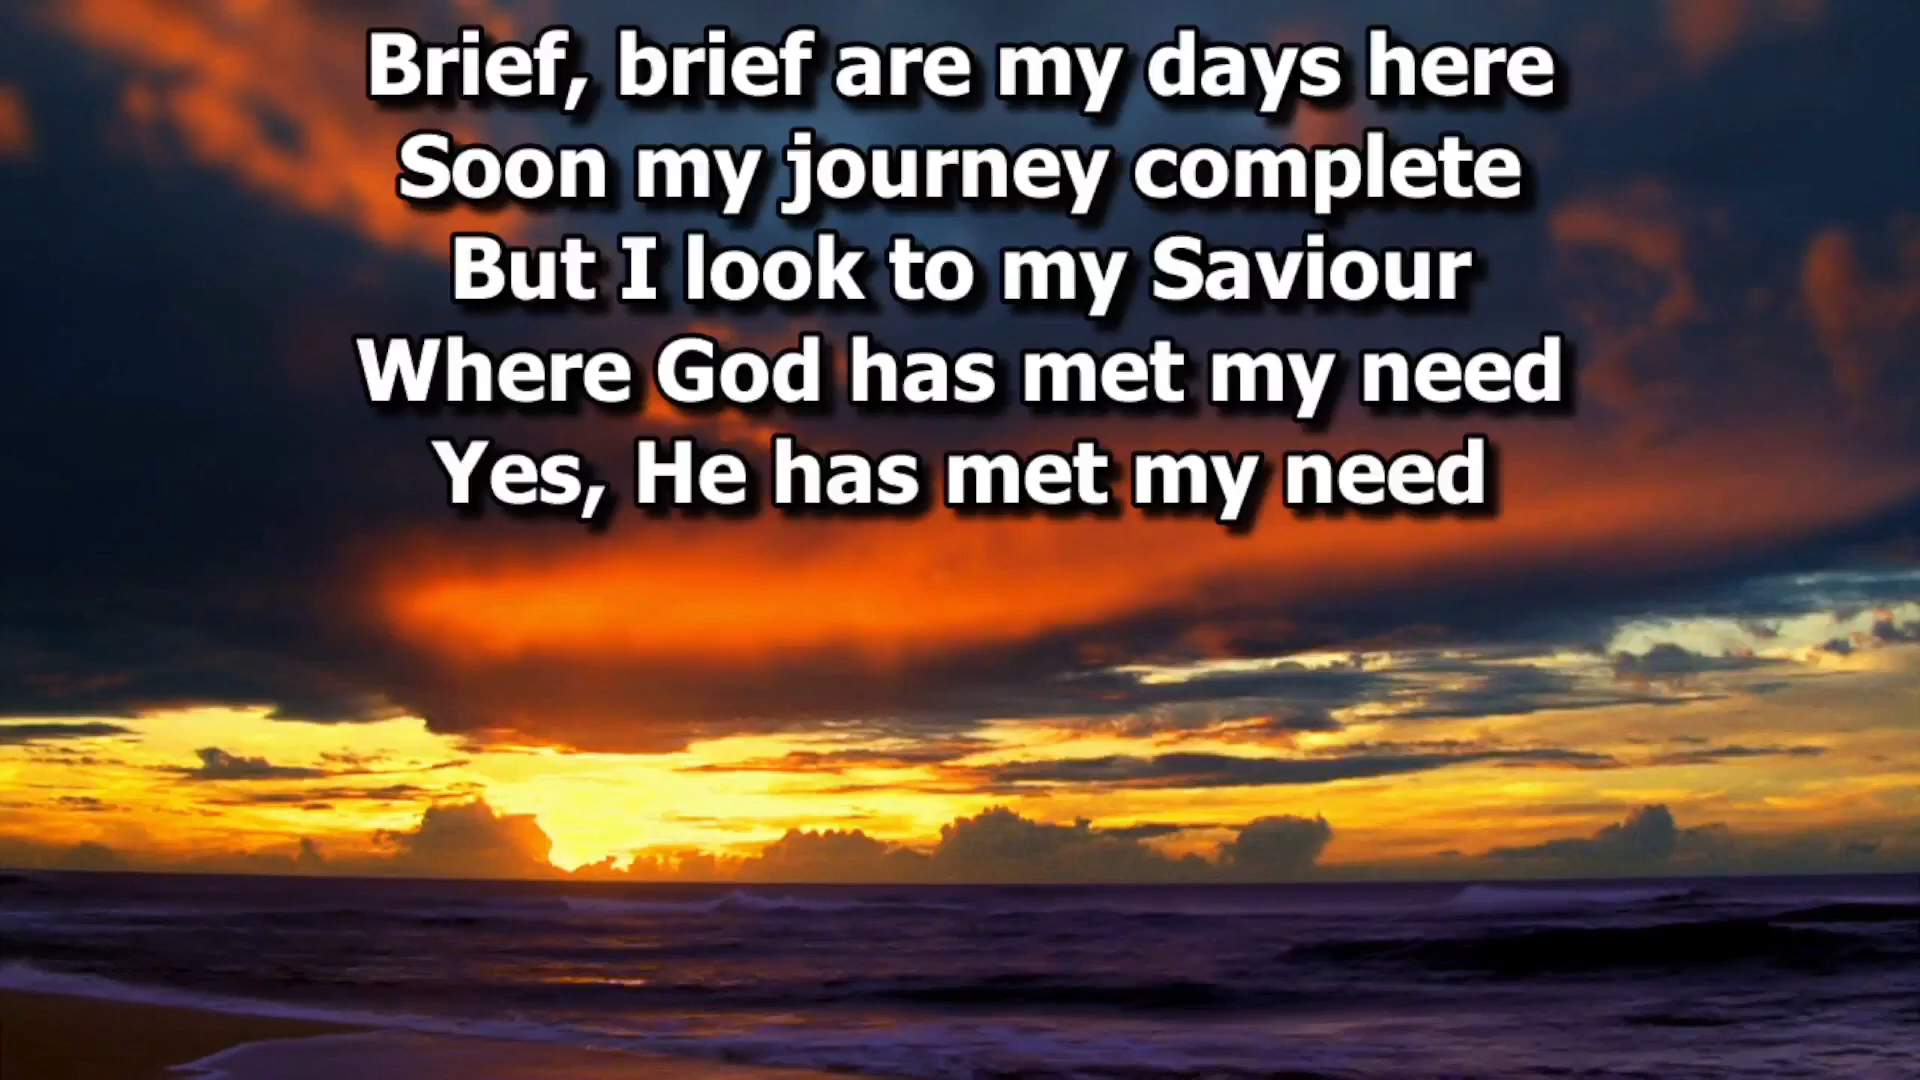 Brief, brief are my days here
Soon my journey complete
But I look to my Saviour
Where God has met my need
Yes, He has met my need